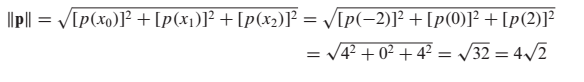 ‖p‖ = √[p(x₀)]² + [p(x₁)]² + [p(x₂)]² = √[p(−2)]² + [p(0)]² + [p(2)]²
= √4² + 0² + 4² = √32 = 4√2